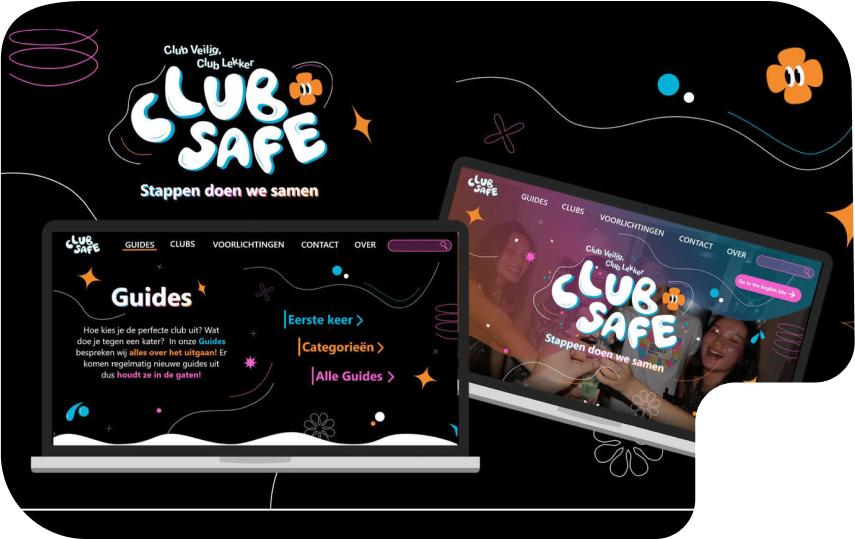 Club Veilig,
Club Lekker
CLUB
SAFE
Stappen doen we samen
CLUB
SAFE
GUIDES CLUBS VOORLICHTINGEN CONTACT OVER
Guides
Hoe kies je de perfecte club uit? Wat
doe je tegen een kater? In onze Guides
bespreken wij alles over het uitgaan! Er
komen regelmatig nieuwe guides uit
dus houdt ze in de gaten!
Eerste keer
Categorieën
Alle Guides
CLUB
SAFE
GUIDES CLUBS VOORLICHTINGEN CONTACT OVER
Go to the English Site
Club Veilig,
Club Lekker
CLUB
SAFE
Stappen doen we samen